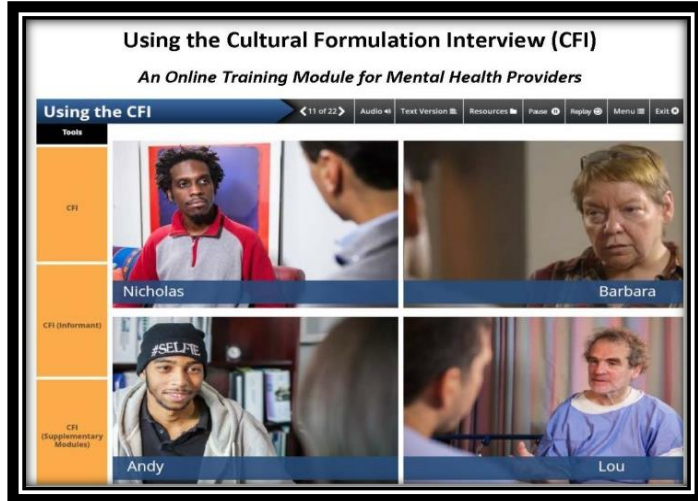 Using the Cultural Formulation Interview (CFI)
An Online Training Module for Mental Health Providers
Using the CFI
11 of 22
Audio
Text Version
Resources
Pause
Replay
Menu
Exit
Tools
CFI
CFI (Informant)
CFI
(Supplementary
Modules)
Nicholas
Barbara
#SELFIE
Andy
Lou